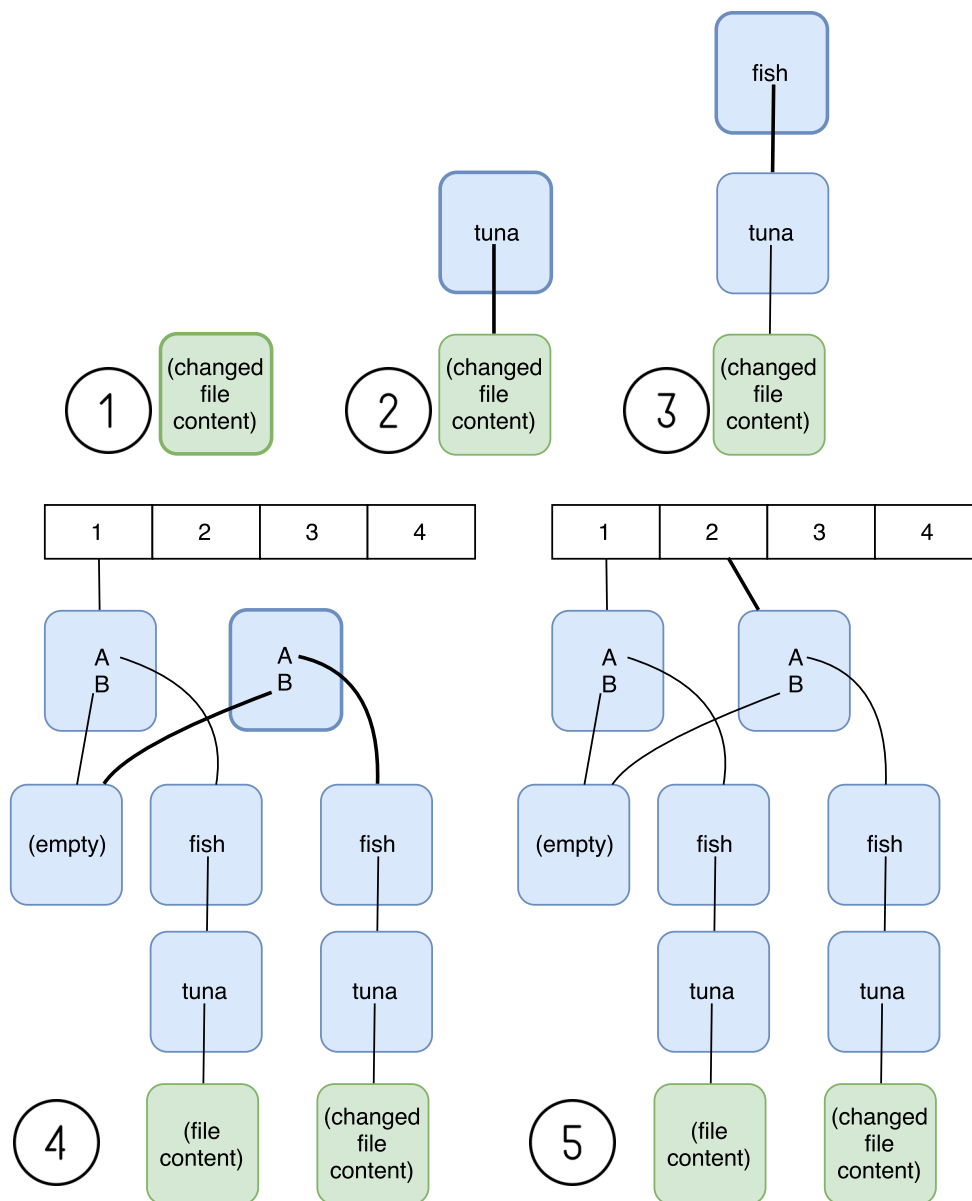 fish
tuna
tuna
1
(changed
file
content)
2
(changed
file
content)
3
(changed
file
content)
1 2 3 4
A
B
A
B
(empty)
fish
fish
tuna
tuna
4
(file
content)
(changed
file
content)
1 2 3 4
A
B
A
B
(empty)
fish
fish
tuna
tuna
5
(file
content)
(changed
file
content)